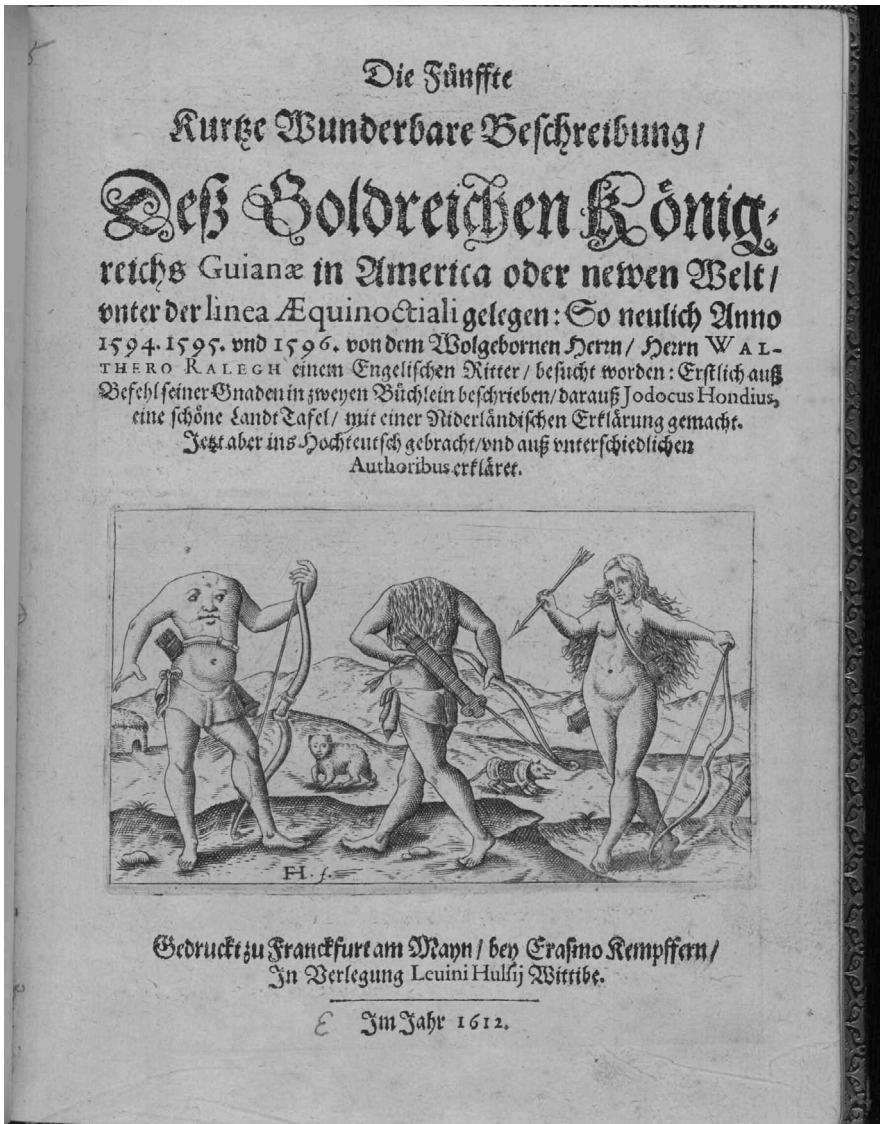 5
Die Fünffte
Kurtze Wunderbare Beschreibung/
Deß Goldreichen König⸗
reichs Guianæ in America oder newen Welt/
vnter der linea Æquinoctiali gelegen: So neulich Anno
1594. 1595. vnd 1596. von dem Wolgebornen Herrn/ Herrn WAL-
THERO RALEGH einem Engelischen Ritter/ besucht worden: Erstlich auß
Befehl seiner Gnaden in zweyen Büchlein beschrieben/ darauß Jodocus Hondius,
eine schöne Landt Tafel/ mit einer Niderländischen Erklärung gemacht.
Jetzt aber ins Hochteutsch gebracht/ vnd auß vnterschiedlichen
Authoribus erkläret.
FH. f.
Gedruckt zu Franckfurt am Mayn/ bey Erasmo Kempffern/
In Verlegung Leuini Hulsij Wittibe.
Im Jahr 1612.